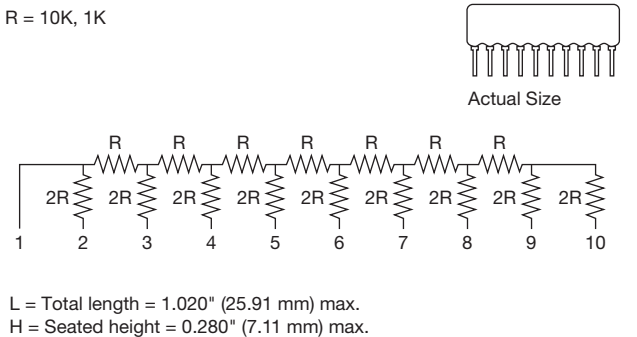 R = 10K, 1K
Actual Size
R R R R R R R
2R 2R 2R 2R 2R 2R 2R 2R 2R
1 2 3 4 5 6 7 8 9 10
L = Total length = 1.020" (25.91 mm) max.
H = Seated height = 0.280" (7.11 mm) max.